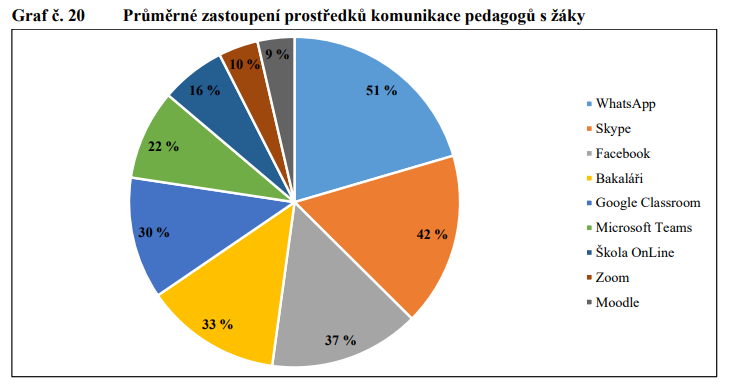 Graf č. 20 Průměrné zastoupení prostředků komunikace pedagogů s žáky
9 %
10 %
51 %
16 %
22 %
30 %
42 %
33 %
37 %
WhatsApp
Skype
Facebook
Bakaláři
Google Classroom
Microsoft Teams
Škola OnLine
Zoom
Moodle